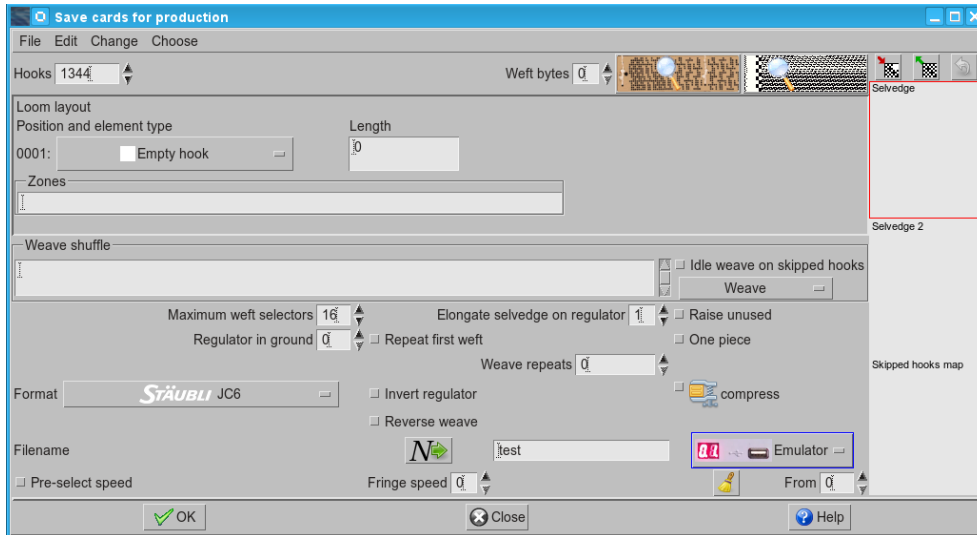 Save cards for production
File Edit Change Choose
Hooks 1344 Weft bytes 0
Selvedge
Loom layout
Position and element type Length
0001: Empty hook 0
Zones
Selvedge 2
Weave shuffle
Idle weave on skipped hooks
Weave
Maximum weft selectors 16 Elongate selvedge on regulator 1 Raise unused
Regulator in ground 0 Repeat first weft One piece
Weave repeats 0 Skipped hooks map
Format STÄUBLI JC6 Invert regulator compress
Reverse weave
Filename N test Emulator
Pre-select speed Fringe speed 0 From 0
OK Close Help